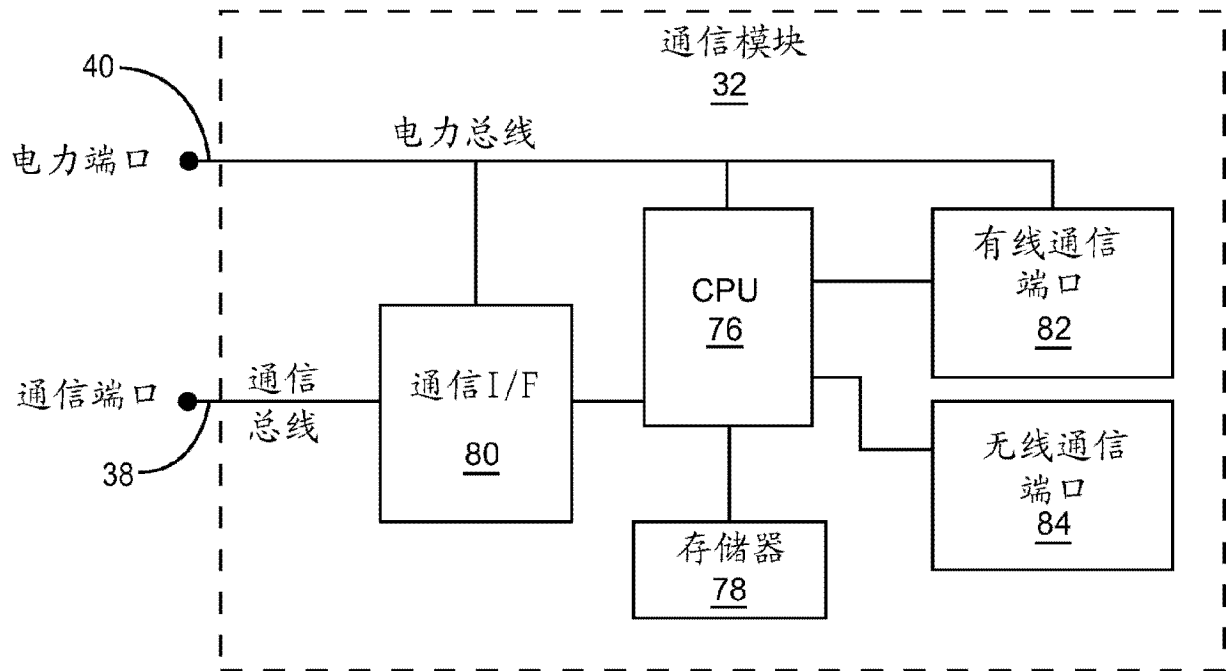 通信模块
32
40
电力总线
电力端口
有线通信
端口
82
CPU
76
通信端口
通信
总线
通信I/F
80
38
无线通信
端口
84
存储器
78